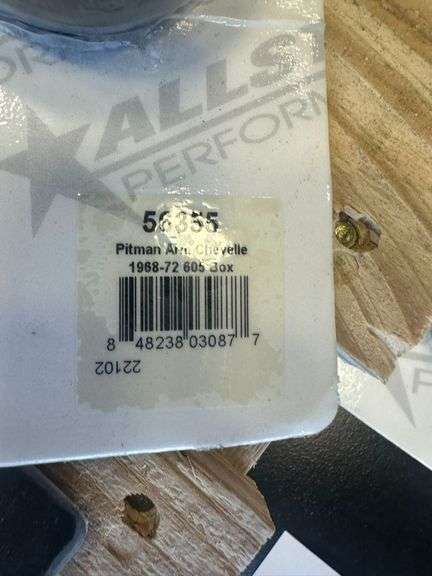 ALLS
PERFORM
56355
Pitman Arm Chevelle
1968-72 605 Box
8 48238 03087 7
22102